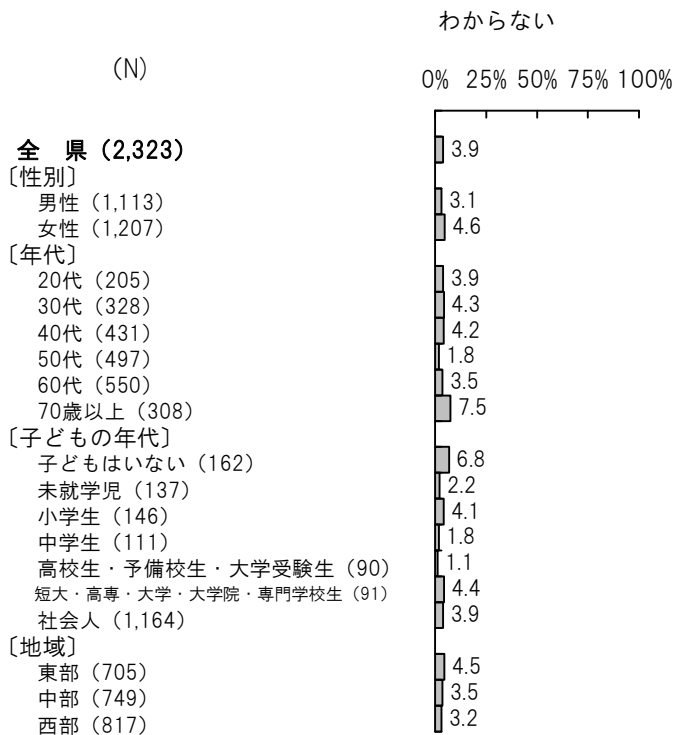 わからない
(N)
0% 25% 50% 75% 100%
全 県（2,323） 3.9
〔性別〕
男性（1,113） 3.1
女性（1,207） 4.6
〔年代〕
20代（205） 3.9
30代（328） 4.3
40代（431） 4.2
50代（497） 1.8
60代（550） 3.5
70歳以上（308） 7.5
〔子どもの年代〕
子どもはいない（162） 6.8
未就学児（137） 2.2
小学生（146） 4.1
中学生（111） 1.8
高校生・予備校生・大学受験生（90） 1.1
短大・高専・大学・大学院・専門学校生（91） 4.4
社会人（1,164） 3.9
〔地域〕
東部（705） 4.5
中部（749） 3.5
西部（817） 3.2